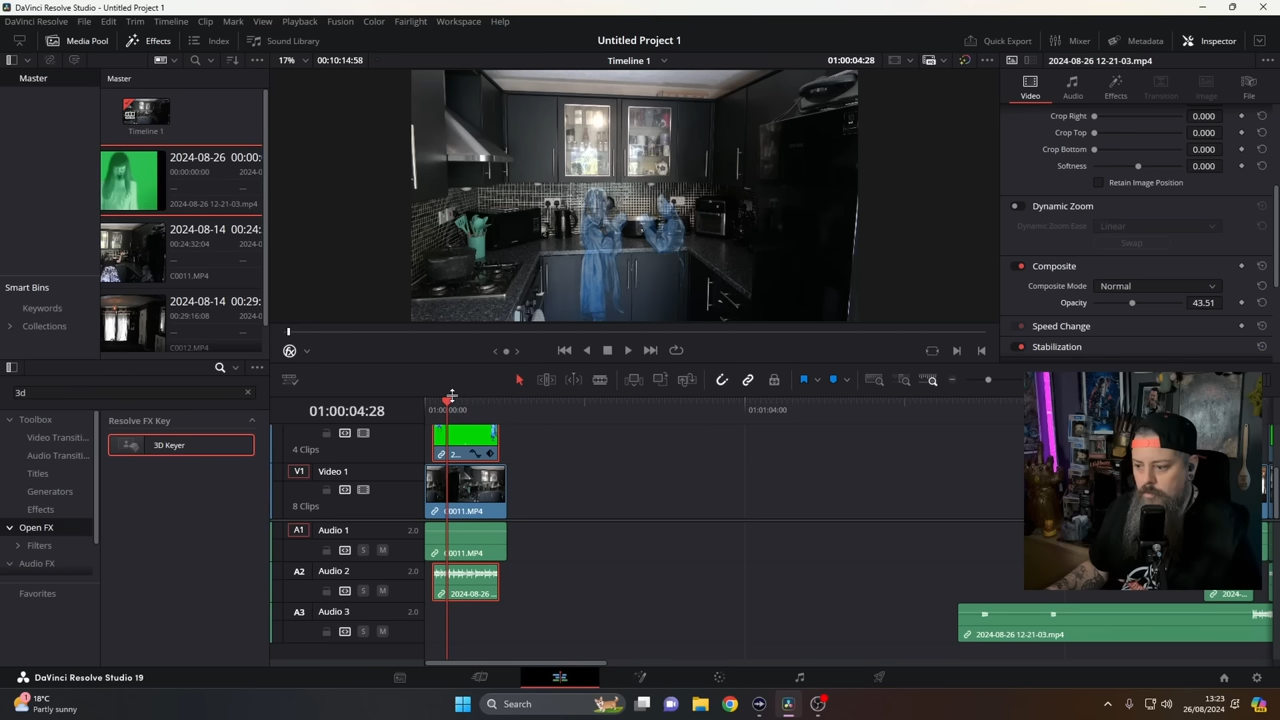 DaVinci Resolve Studio - Untitled Project 1
DaVinci Resolve File Edit Trim Timeline Clip Mark View Playback Fusion Color Fairlight Workspace Help
Media Pool Effects Index Sound Library Untitled Project 1 Quick Export Mixer Metadata Inspector
17% 00:10:14:58 Timeline 1 01:00:04:28 2024-08-26 12-21-03.mp4
Master Master
Timeline 1
2024-08-26 00:00:
00:00:00:00 2024-0
2024-08-26 12-21-03.mp4
2024-08-14 00:24:
00:24:32:04 2024-0
C0011.MP4
2024-08-14 00:29:
00:29:16:08 2024-0
C0012.MP4
Smart Bins
Keywords
Collections
Video Audio Effects Transition Image File
Crop Right 0.000
Crop Top 0.000
Crop Bottom 0.000
Softness 0.000
Retain Image Position
Dynamic Zoom
Dynamic Zoom Ease Linear
Swap
Composite
Composite Mode Normal
Opacity 43.51
Speed Change
Stabilization
3d
Toolbox
Video Transiti...
Audio Transiti...
Titles
Generators
Effects
Open FX
Filters
Audio FX
Favorites
Resolve FX Key
3D Keyer
01:00:04:28 01:00:00:00 01:01:04:00
4 Clips 2...
V1 Video 1
8 Clips C0011.MP4
A1 Audio 1 2.0
S M C0011.MP4
A2 Audio 2 2.0
S M 2024-08-26 ... 2024-...
A3 Audio 3 2.0
S M 2024-08-26 12-21-03.mp4
DaVinci Resolve Studio 19
18°C
Partly sunny
Search
13:23
26/08/2024